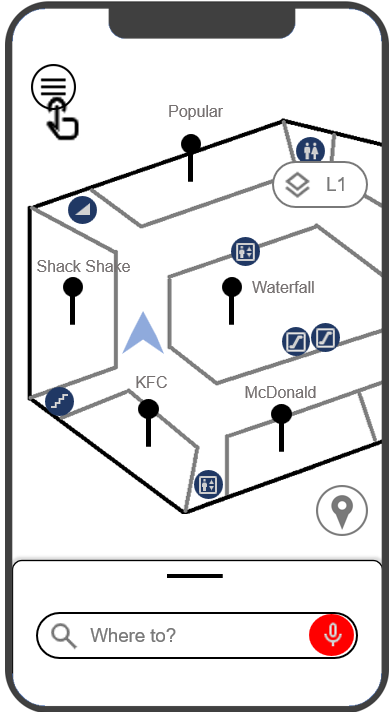 Popular
L1
Shack Shake
Waterfall
KFC
McDonald
Where to?